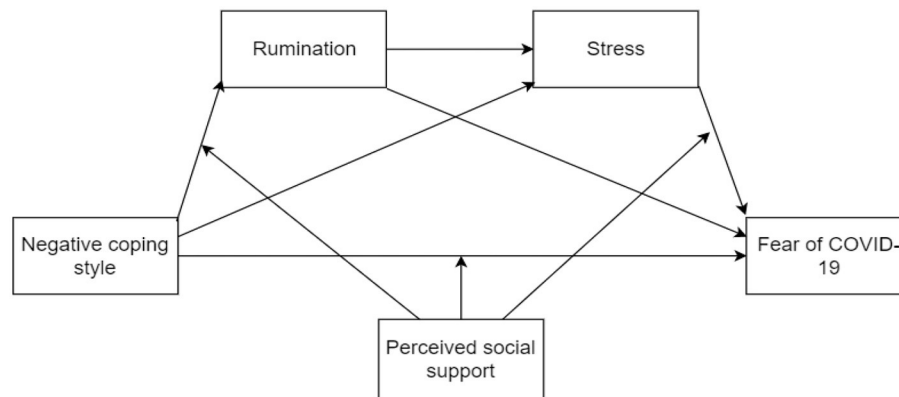 Rumination
Stress
Negative coping
style
Fear of COVID-
19
Perceived social
support